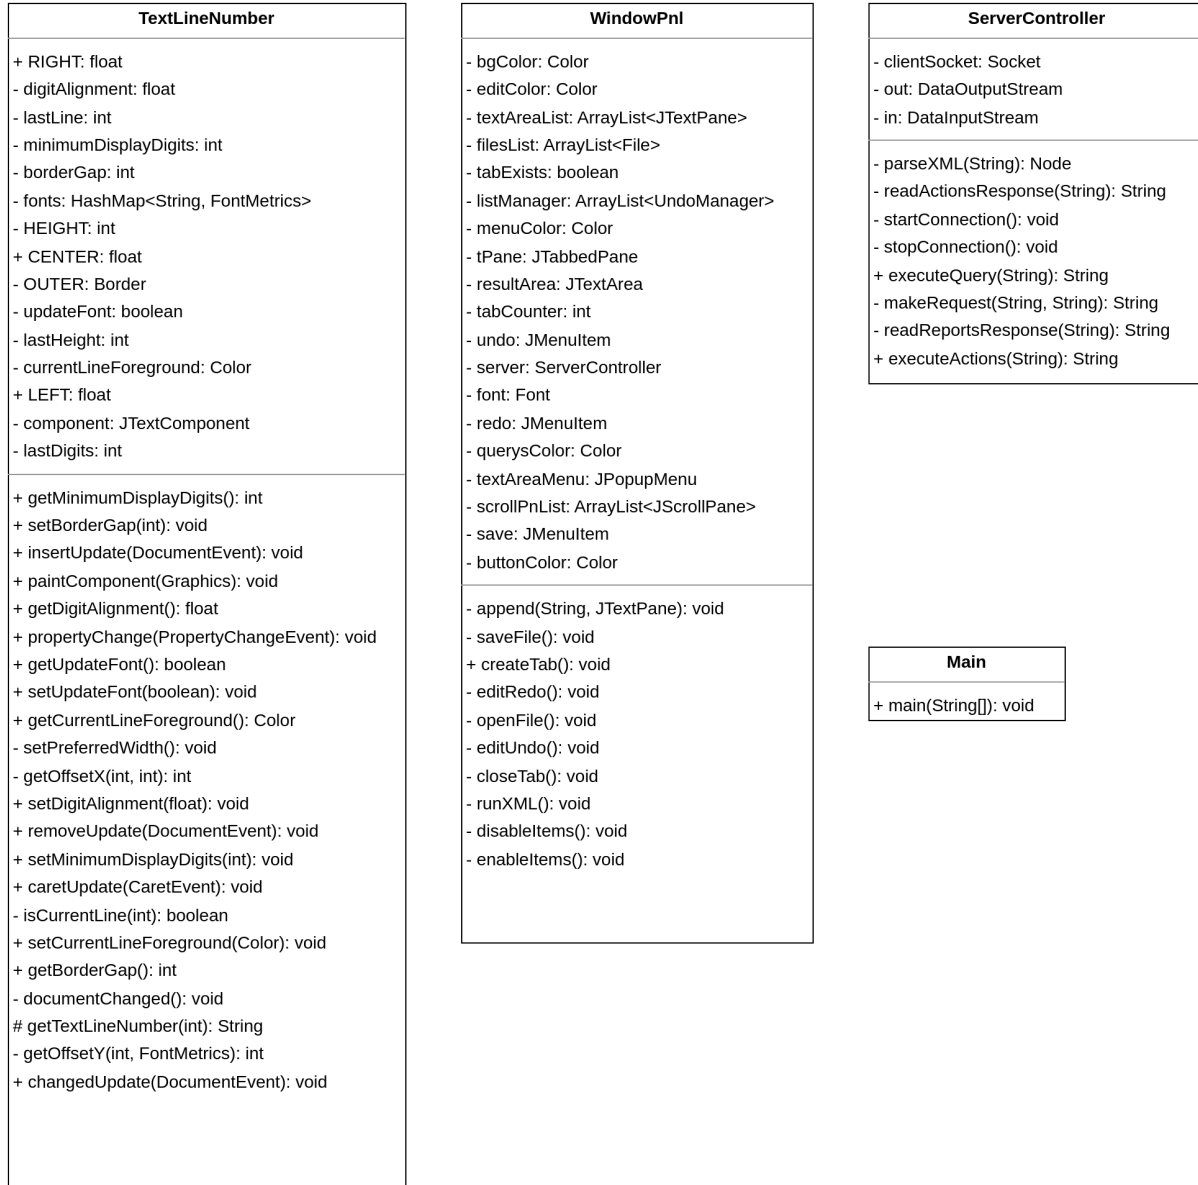 TextLineNumber
+ RIGHT: float
- digitAlignment: float
- lastLine: int
- minimumDisplayDigits: int
- borderGap: int
- fonts: HashMap<String, FontMetrics>
- HEIGHT: int
+ CENTER: float
- OUTER: Border
- updateFont: boolean
- lastHeight: int
- currentLineForeground: Color
+ LEFT: float
- component: JTextComponent
- lastDigits: int
+ getMinimumDisplayDigits(): int
+ setBorderGap(int): void
+ insertUpdate(DocumentEvent): void
+ paintComponent(Graphics): void
+ getDigitAlignment(): float
+ propertyChange(PropertyChangeEvent): void
+ getUpdateFont(): boolean
+ setUpdateFont(boolean): void
+ getCurrentLineForeground(): Color
- setPreferredWidth(): void
- getOffsetX(int, int): int
+ setDigitAlignment(float): void
+ removeUpdate(DocumentEvent): void
+ setMinimumDisplayDigits(int): void
+ caretUpdate(CaretEvent): void
- isCurrentLine(int): boolean
+ setCurrentLineForeground(Color): void
+ getBorderGap(): int
- documentChanged(): void
# getTextLineNumber(int): String
- getOffsetY(int, FontMetrics): int
+ changedUpdate(DocumentEvent): void
WindowPnl
- bgColor: Color
- editColor: Color
- textAreaList: ArrayList<JTextPane>
- filesList: ArrayList<File>
- tabExists: boolean
- listManager: ArrayList<UndoManager>
- menuColor: Color
- tPane: JTabbedPane
- resultArea: JTextArea
- tabCounter: int
- undo: JMenuItem
- server: ServerController
- font: Font
- redo: JMenuItem
- querysColor: Color
- textAreaMenu: JPopupMenu
- scrollPnList: ArrayList<JScrollPane>
- save: JMenuItem
- buttonColor: Color
- append(String, JTextPane): void
- saveFile(): void
+ createTab(): void
- editRedo(): void
- openFile(): void
- editUndo(): void
- closeTab(): void
- runXML(): void
- disableItems(): void
- enableItems(): void
ServerController
- clientSocket: Socket
- out: DataOutputStream
- in: DataInputStream
- parseXML(String): Node
- readActionsResponse(String): String
- startConnection(): void
- stopConnection(): void
+ executeQuery(String): String
- makeRequest(String, String): String
- readReportsResponse(String): String
+ executeActions(String): String
Main
+ main(String[]): void